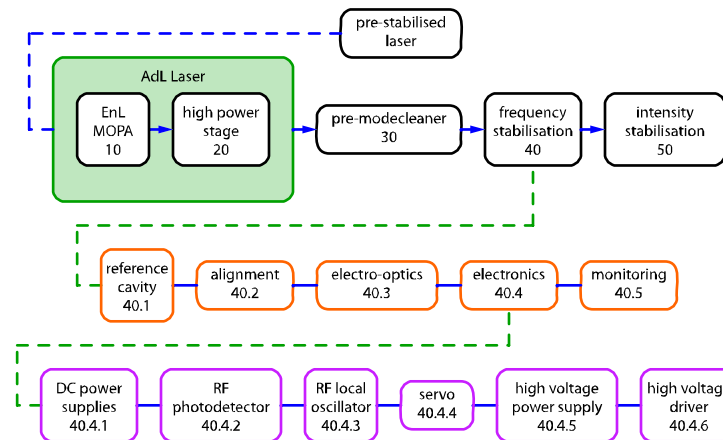 pre-stabilised
laser
AdL Laser
EnL
MOPA
10
high power
stage
20
pre-modecleaner
30
frequency
stabilisation
40
intensity
stabilisation
50
reference
cavity
40.1
alignment
40.2
electro-optics
40.3
electronics
40.4
monitoring
40.5
DC power
supplies
40.4.1
RF
photodetector
40.4.2
RF local
oscillator
40.4.3
servo
40.4.4
high voltage
power supply
40.4.5
high voltage
driver
40.4.6